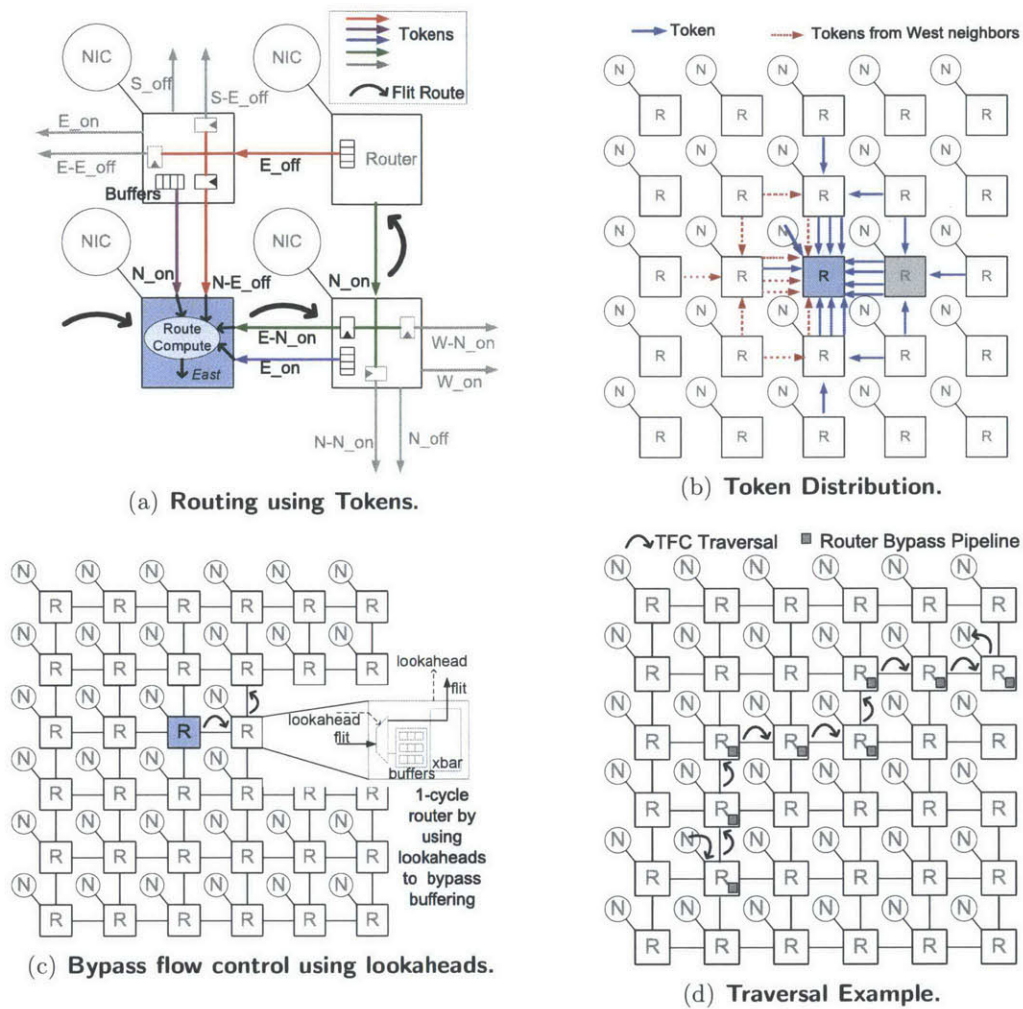 NIC
NIC
Tokens
Flit Route
S_off
S-E_off
E_on
E-E_off
E_off
Router
Buffers
NIC
NIC
N_on
N-E_off
N_on
Route
Compute
East
E-N_on
E_on
W-N_on
W_on
N-N_on
N_off
(a) Routing using Tokens.
Token
Tokens from West neighbors
N N N N N
R R R R R
N N N N N
R R R R R
N N N N N
R R R R R
N N N N N
R R R R R
N N N N N
R R R R R
(b) Token Distribution.
N N N N N N
R R R R R R
N N N N N N
R R R R R R
lookahead
flit
N N N N N N
R R R R
lookahead
flit
buffers
xbar
N N N N N N
R R R R R R
N N N N N N
R R R R R R
N N N N N N
R R R R R R
1-cycle
router by
using
lookaheads
to bypass
buffering
(c) Bypass flow control using lookaheads.
TFC Traversal
Router Bypass Pipeline
N N N N N N
R R R R R R
N N N N N N
R R R R R R
N N N N N N
R R R R R R
N N N N N N
R R R R R R
N N N N N N
R R R R R R
N N N N N N
R R R R R R
(d) Traversal Example.